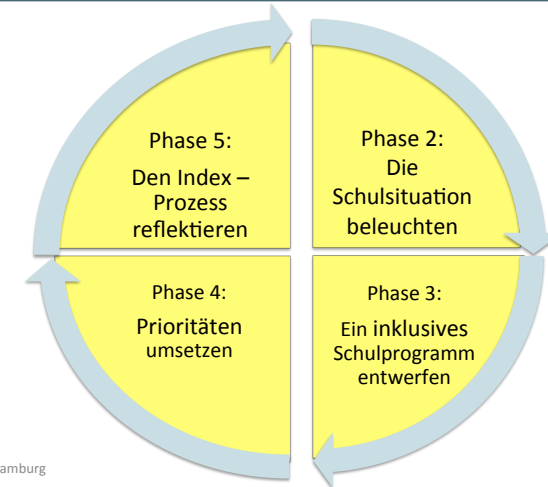 Phase 5:
Den Index –
Prozess
reflektieren
Phase 2:
Die
Schulsituation
beleuchten
Phase 4:
Prioritäten
umsetzen
Phase 3:
Ein inklusives
Schulprogramm
entwerfen
amburg